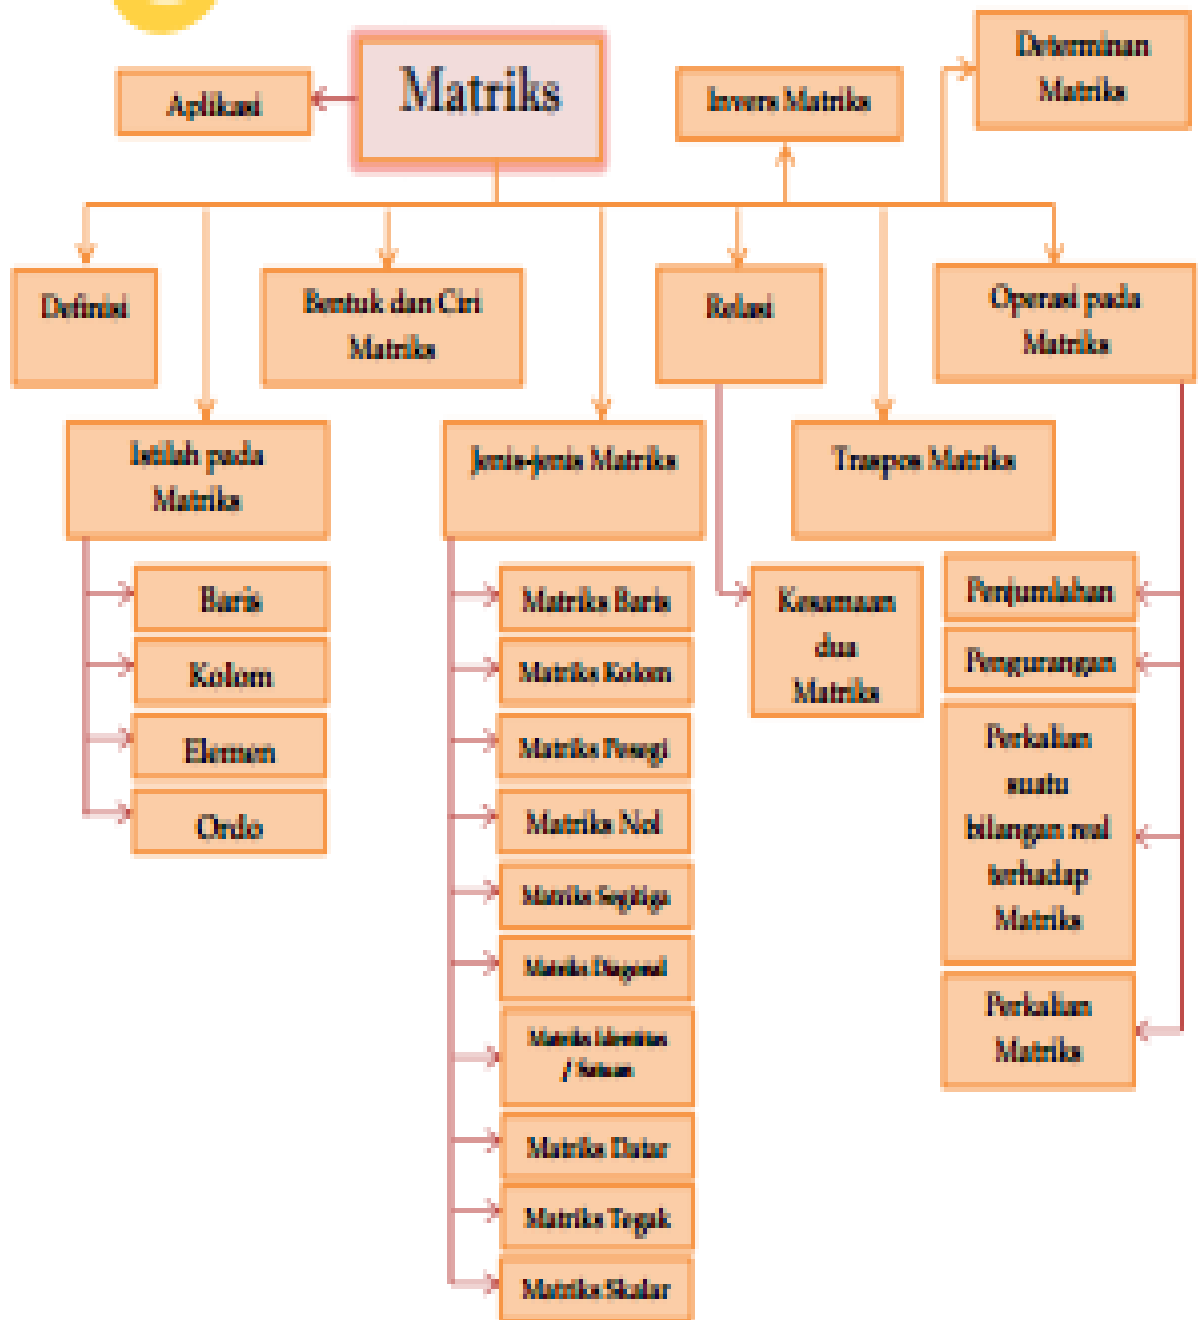 Matriks
Aplikasi
Invers Matriks
Determinan
Matriks
Definisi
Bentuk dan Ciri
Matriks
Relasi
Operasi pada
Matriks
Istilah pada
Matriks
Jenis-jenis Matriks
Traspos Matriks
Baris
Kolom
Elemen
Ordo
Matriks Baris
Matriks Kolom
Matriks Pesegi
Matriks Nol
Matriks Segitiga
Matriks Diagonal
Matriks Identitas
/ Satuan
Matriks Datar
Matriks Tegak
Matriks Skalar
Kesamaan
dua
Matriks
Penjumlahan
Pengurangan
Perkalian
suatu
bilangan real
terhadap
Matriks
Perkalian
Matriks